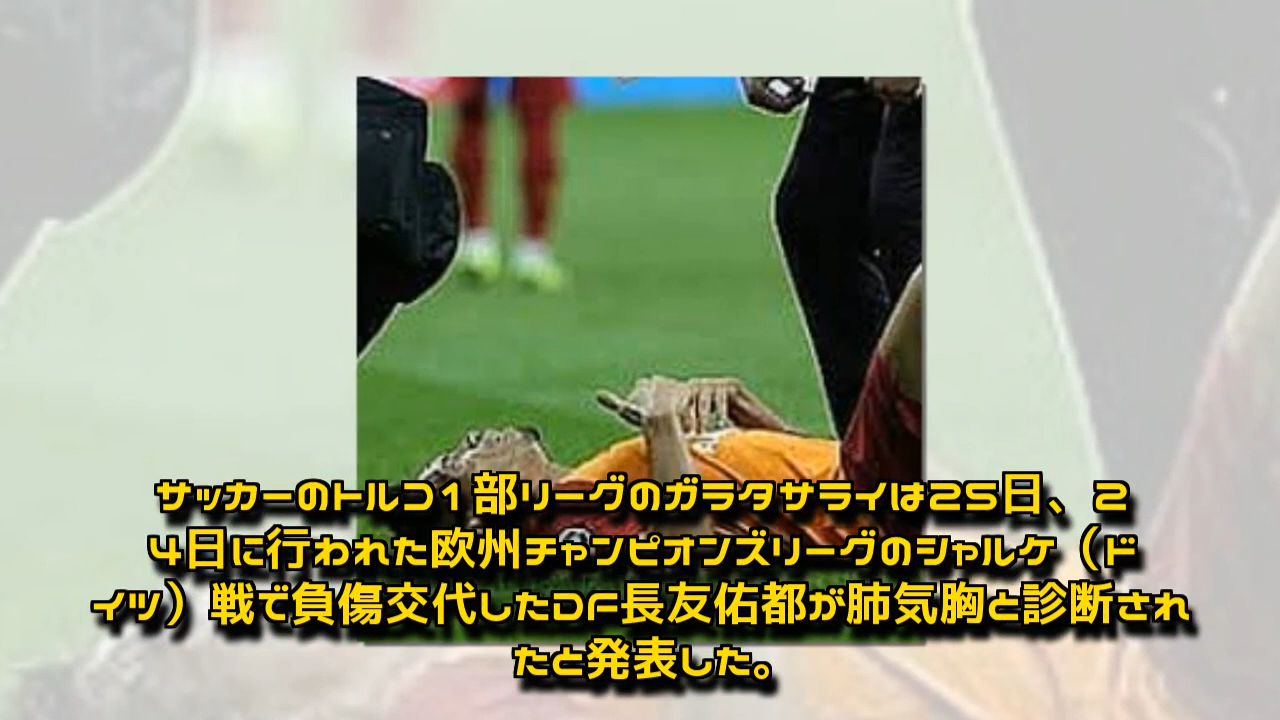 サッカーのトルコ１部リーグのガラタサライは２５日、２
４日に行われた欧州チャンピオンズリーグのシャルケ（ド
イツ）戦で負傷交代したＤＦ長友佑都が肺気胸と診断され
たと発表した。